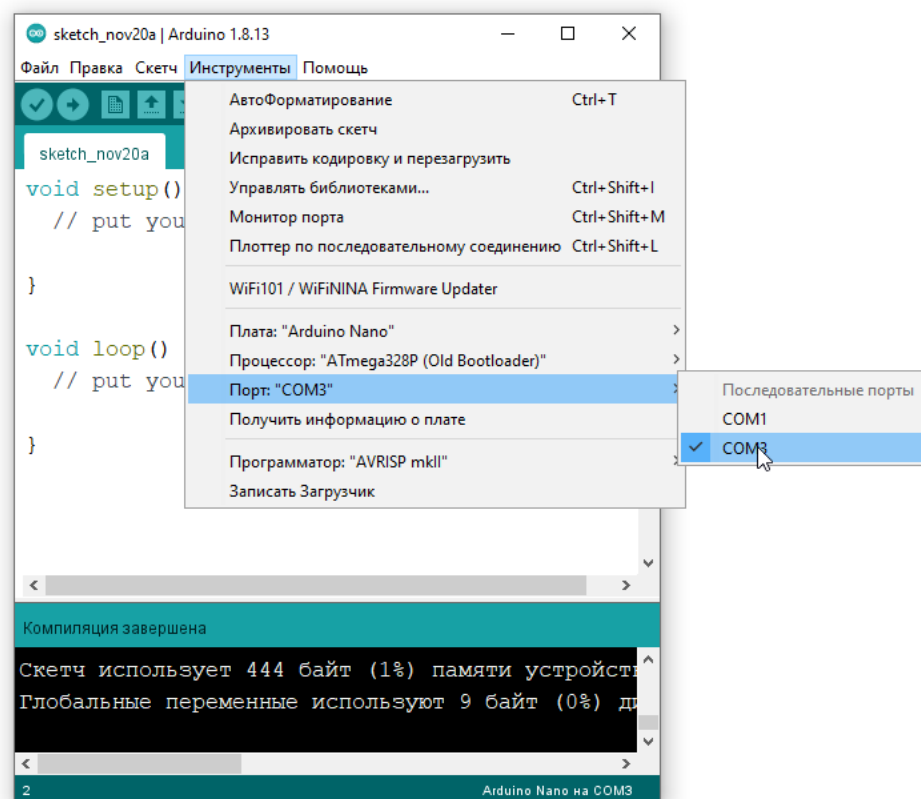 sketch_nov20a | Arduino 1.8.13
Файл Правка Скетч Инструменты Помощь
АвтоФорматирование Ctrl+T
Архивировать скетч
sketch_nov20a
Исправить кодировку и перезагрузить
void setup()
Управлять библиотеками... Ctrl+Shift+I
// put you
Монитор порта Ctrl+Shift+M
Плоттер по последовательному соединению Ctrl+Shift+L
}
WiFi101 / WiFiNINA Firmware Updater
Плата: "Arduino Nano"
void loop()
Процессор: "ATmega328P (Old Bootloader)"
// put you
Порт: "COM3"
Последовательные порты
Получить информацию о плате
COM1
}
COM3
Программатор: "AVRISP mkII"
Записать Загрузчик
Компиляция завершена
Скетч использует 444 байт (1%) памяти
Глобальные переменные используют 9 байт (0%)
2 Arduino Nano на COM3